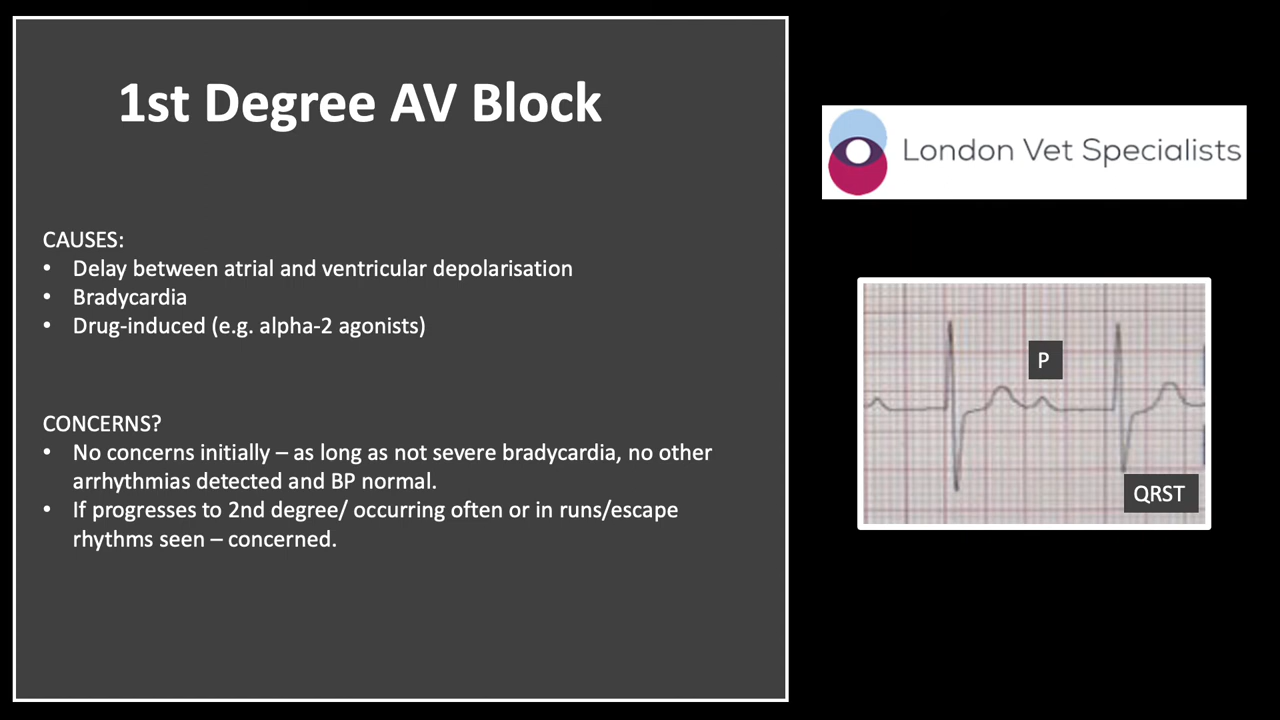 1st Degree AV Block
CAUSES:
• Delay between atrial and ventricular depolarisation
• Bradycardia
• Drug-induced (e.g. alpha-2 agonists)
CONCERNS?
• No concerns initially – as long as not severe bradycardia, no other
arrhythmias detected and BP normal.
• If progresses to 2nd degree/ occurring often or in runs/escape
rhythms seen – concerned.
London Vet Specialists
P
QRST